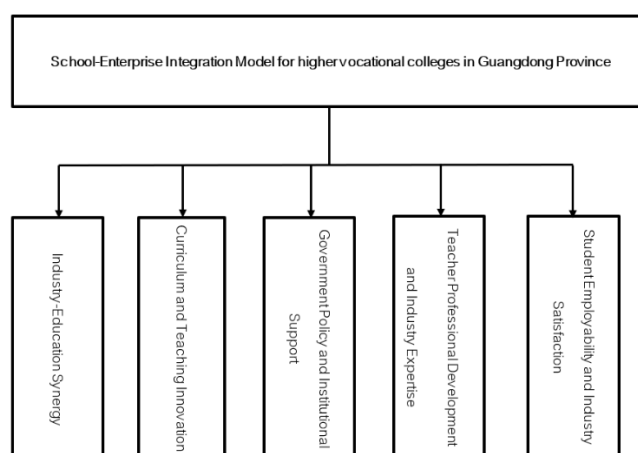 School-Enterprise Integration Model for higher vocational colleges in Guangdong Province
Industry-Education Synergy
Curriculum and Teaching Innovation
Government Policy and Institutional
Support
Teacher Professional Development
and Industry Expertise
Student Employability and Industry
Satisfaction